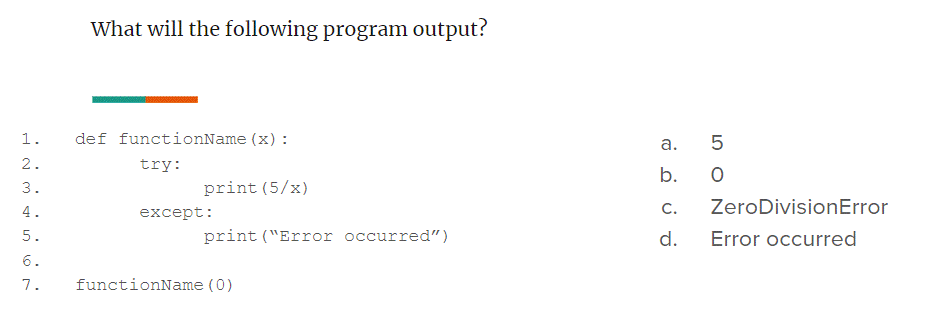 What will the following program output?
1. def functionName(x):
2. try:
3. print(5/x)
4. except:
5. print(“Error occurred”)
6.
7. functionName(0)
a. 5
b. 0
c. ZeroDivisionError
d. Error occurred